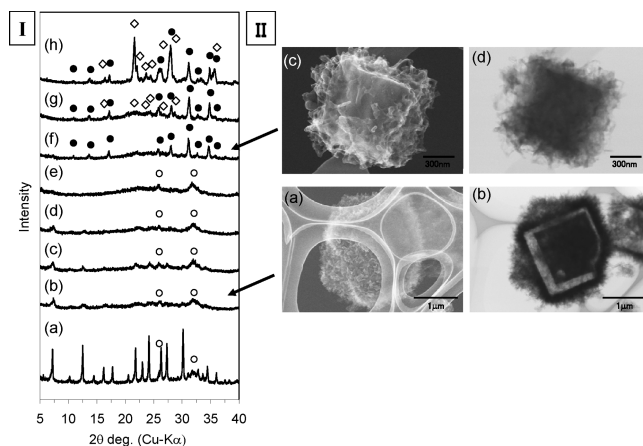 I
II
(h)
(g)
(f)
(e)
(d)
(c)
(b)
(a)
Intensity
5 10 15 20 25 30 35 40
2θ deg. (Cu-Kα)
(c)
300nm
(d)
300nm
(a)
1μm
(b)
1μm